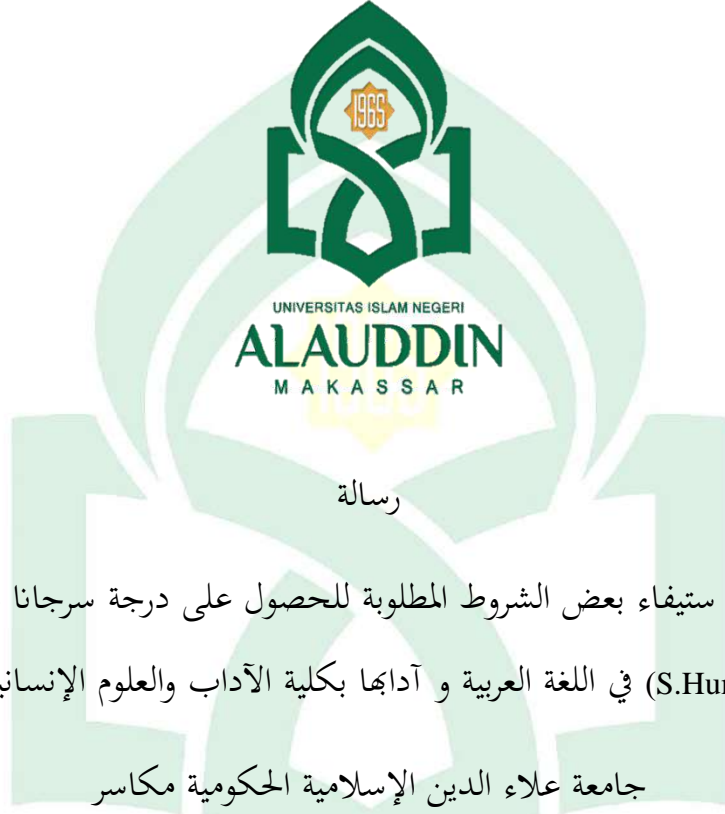 1965
UNIVERSITAS ISLAM NEGERI
ALAUDDIN
MAKASSAR
رسالة
ستيفاء بعض الشروط المطلوبة للحصول على درجة سرجانا
(S.Hum في اللغة العربية و آدابها بكلية الآداب والعلوم
جامعة علاء الدين الإسلامية الحكومية مكاسر